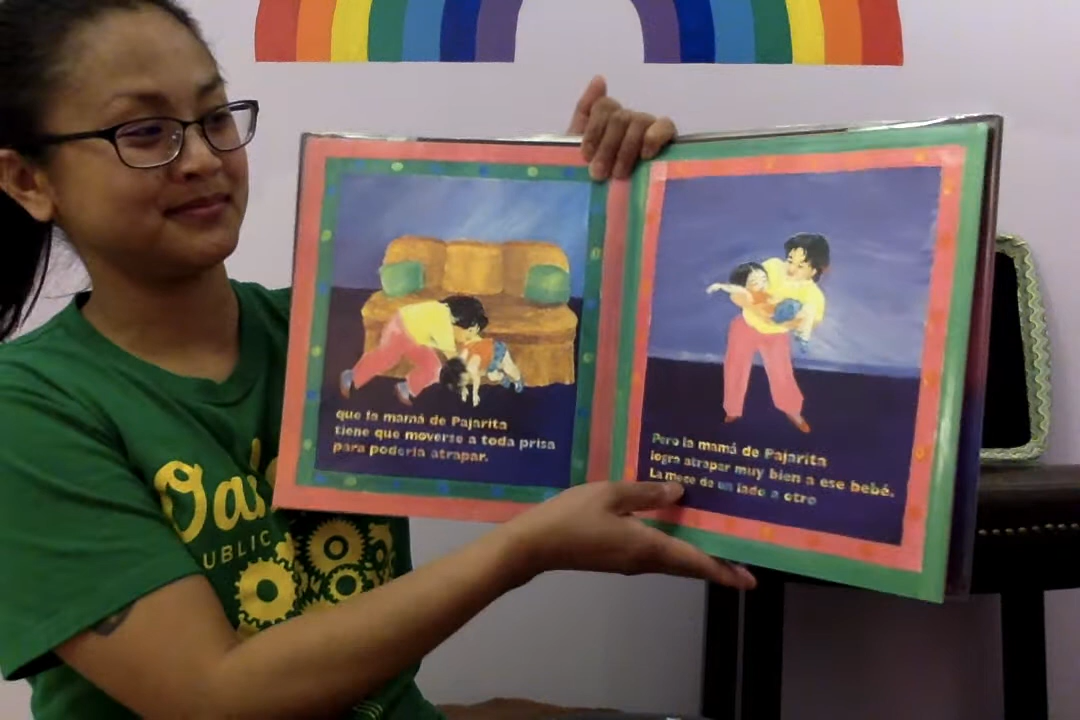 Oa
UBLIC
que la mamá de Pajarita
tiene que moverse a toda prisa
para poderla atrapar.
Pero la mamá de Pajarita
logra atrapar muy bien a ese bebé.
La mece de un lado a otro